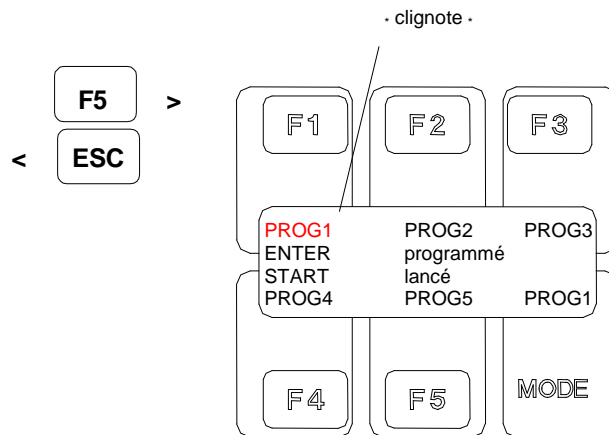 * clignote *
F5 >
< ESC
F1 F2 F3
PROG1 PROG2 PROG3
ENTER programmé
START lancé
PROG4 PROG5 PROG1
F4 F5 MODE